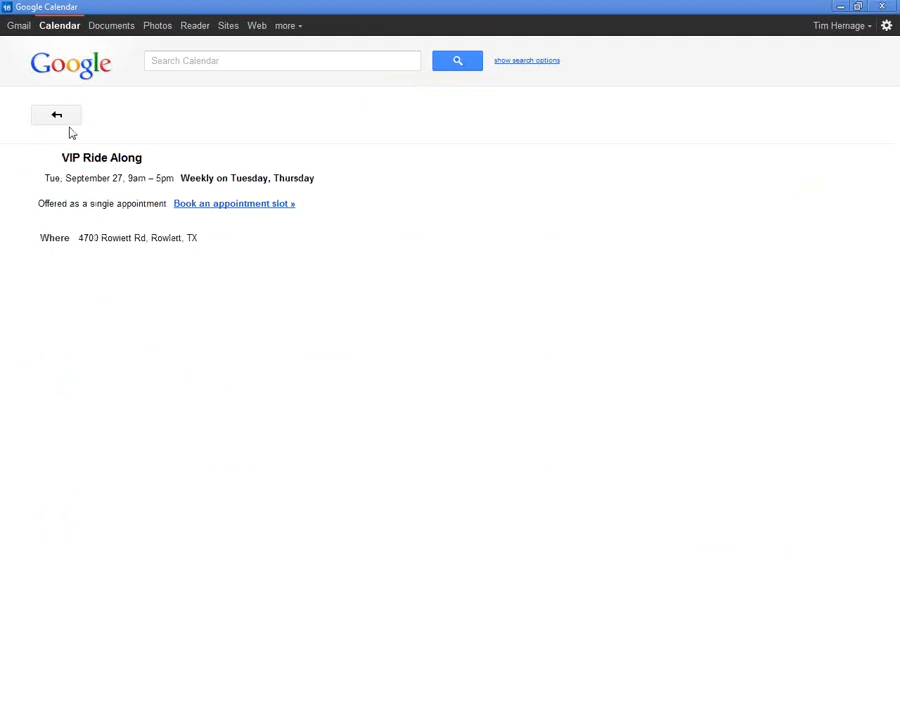 16 Google Calendar
Gmail Calendar Documents Photos Reader Sites Web more Tim Hernage
Google Search Calendar show search options
VIP Ride Along
Tue, September 27, 9am – 5pm Weekly on Tuesday, Thursday
Offered as a single appointment Book an appointment slot »
Where 4700 Rowlett Rd, Rowlett, TX